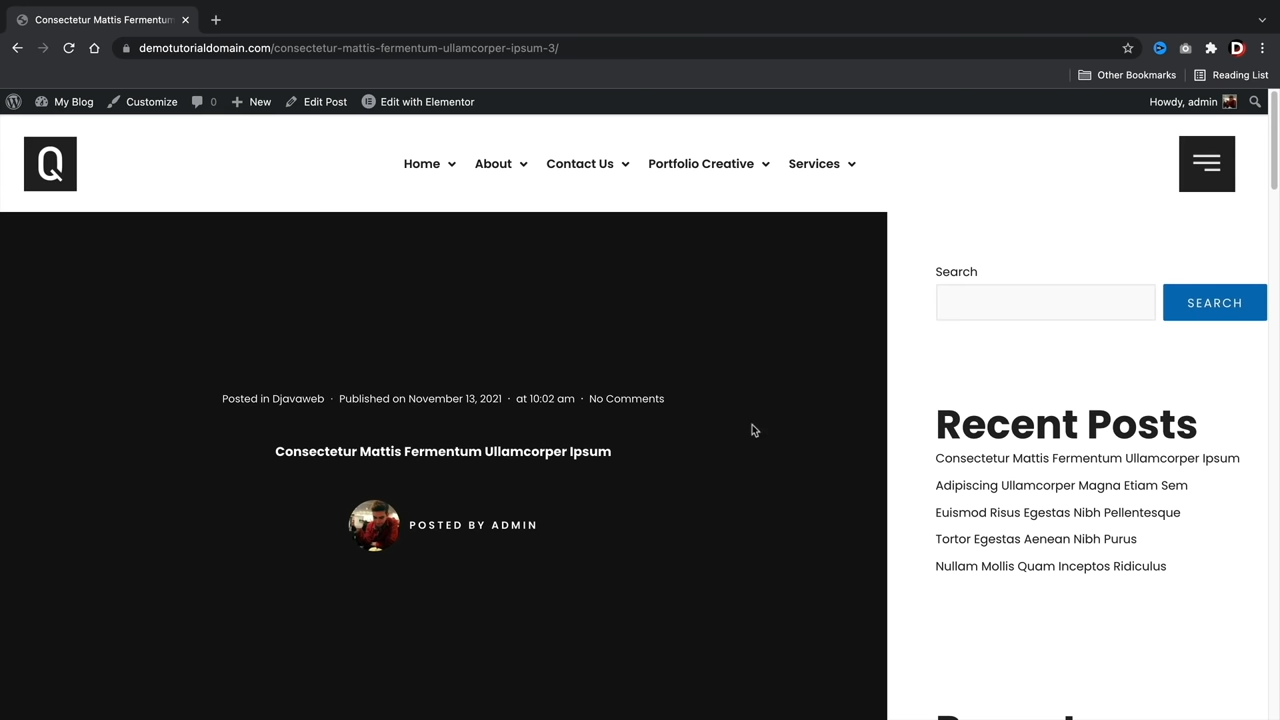 Consectetur Mattis Fermentum
demotutorialdomain.com/consectetur-mattis-fermentum-ullamcorper-ipsum-3/
Other Bookmarks
Reading List
My Blog
Customize
0
New
Edit Post
Edit with Elementor
Howdy, admin
Q
Home
About
Contact Us
Portfolio Creative
Services
Search
SEARCH
Posted in Djavaweb · Published on November 13, 2021 · at 10:02 am · No Comments
Consectetur Mattis Fermentum Ullamcorper Ipsum
POSTED BY ADMIN
Recent Posts
Consectetur Mattis Fermentum Ullamcorper Ipsum
Adipiscing Ullamcorper Magna Etiam Sem
Euismod Risus Egestas Nibh Pellentesque
Tortor Egestas Aenean Nibh Purus
Nullam Mollis Quam Inceptos Ridiculus